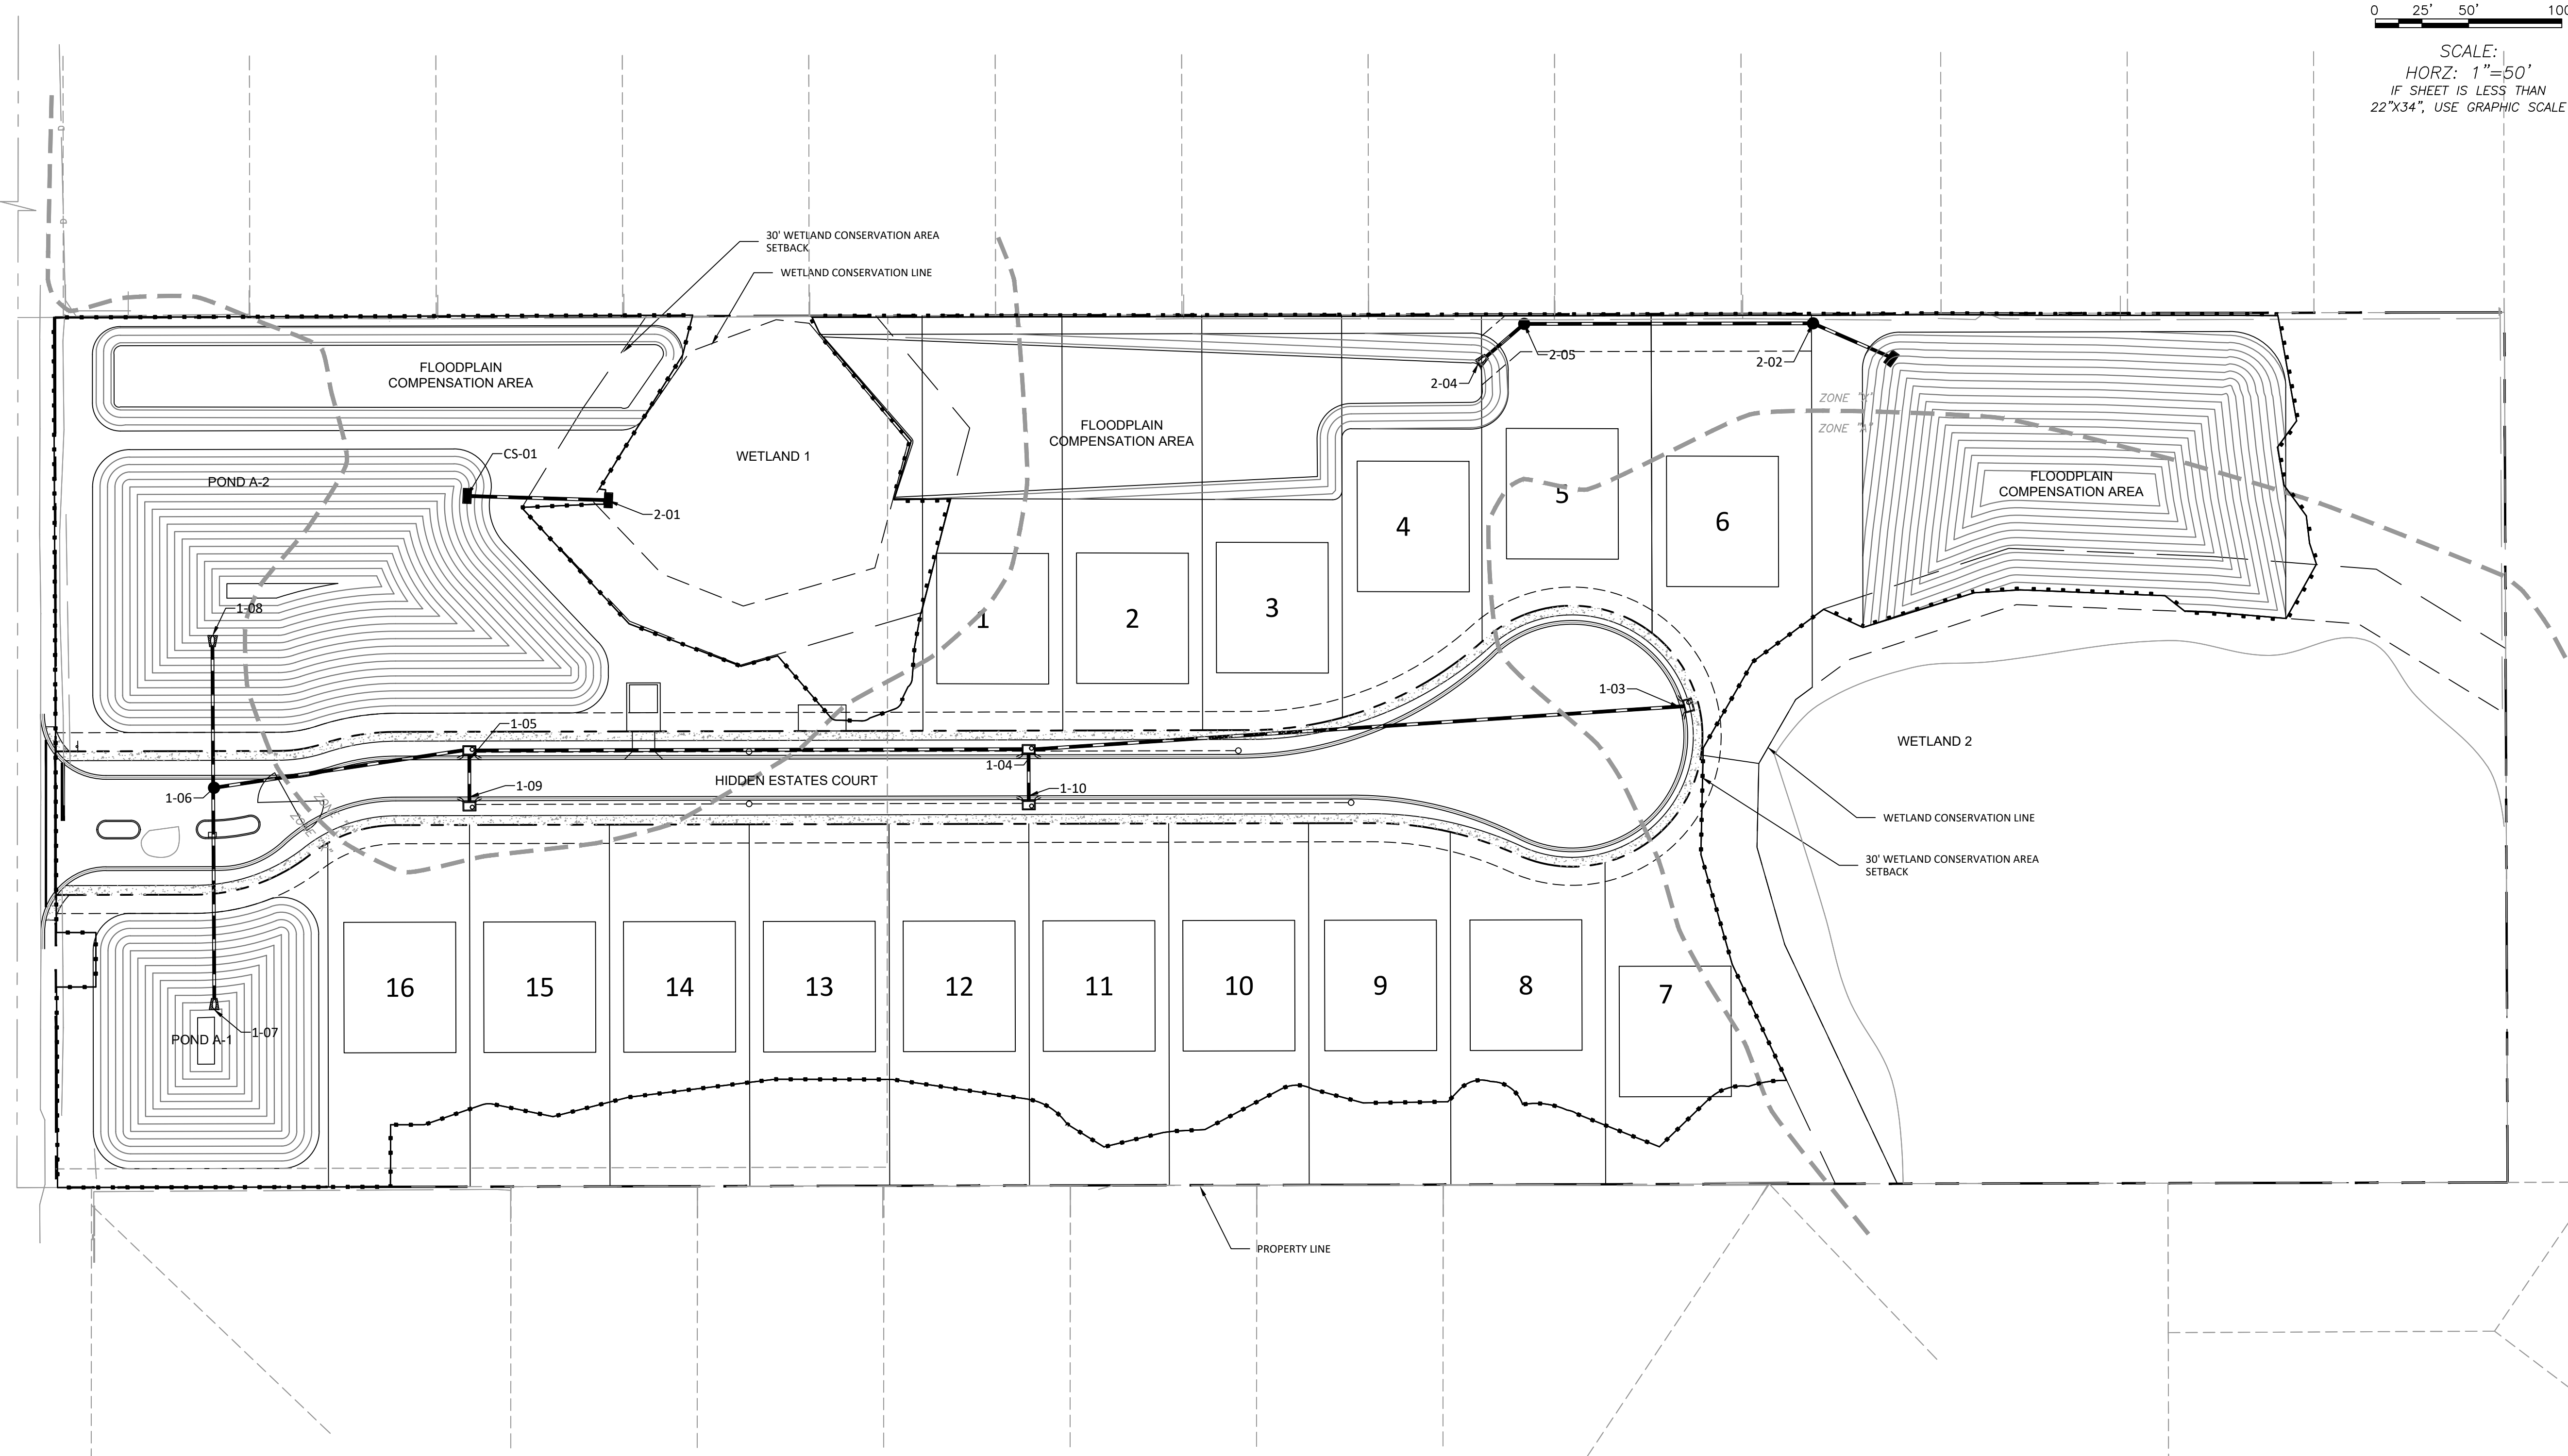 0 25' 50' 100
SCALE:
HORZ: 1"=50'
IF SHEET IS LESS THAN
22"X34", USE GRAPHIC SCALE
D
D
30' WETLAND CONSERVATION AREA
SETBACK
WETLAND CONSERVATION LINE
FLOODPLAIN
COMPENSATION AREA
2-05
2-02
2-04
ZONE "X"
ZONE "A"
FLOODPLAIN
COMPENSATION AREA
WETLAND 1
CS-01
POND A-2
2-01
FLOODPLAIN
COMPENSATION AREA
5
6
4
1-08
1
2
3
1-03
1-05
WETLAND 2
1-04
HIDDEN ESTATES COURT
1-09
1-10
1-06
ZONE
ZONE
WETLAND CONSERVATION LINE
30' WETLAND CONSERVATION AREA
SETBACK
16
15
14
13
12
11
10
9
8
7
1-07
POND A-1
PROPERTY LINE